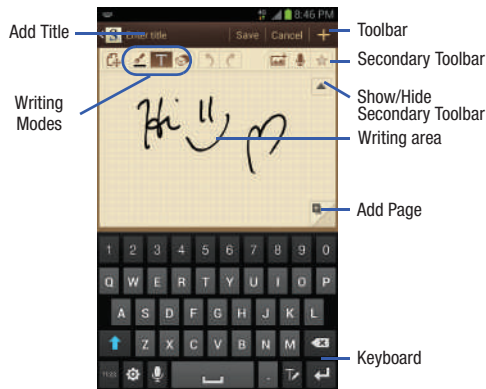 8:46 PM
Add Title
S Enter title Save Cancel +
Toolbar
Secondary Toolbar
T
Show/Hide
Secondary Toolbar
Writing
Modes
Hi !!
Writing area
Add Page
1 2 3 4 5 6 7 8 9 0
Q W E R T Y U I O P
A S D F G H J K L
Z X C V B N M
Keyboard
. T